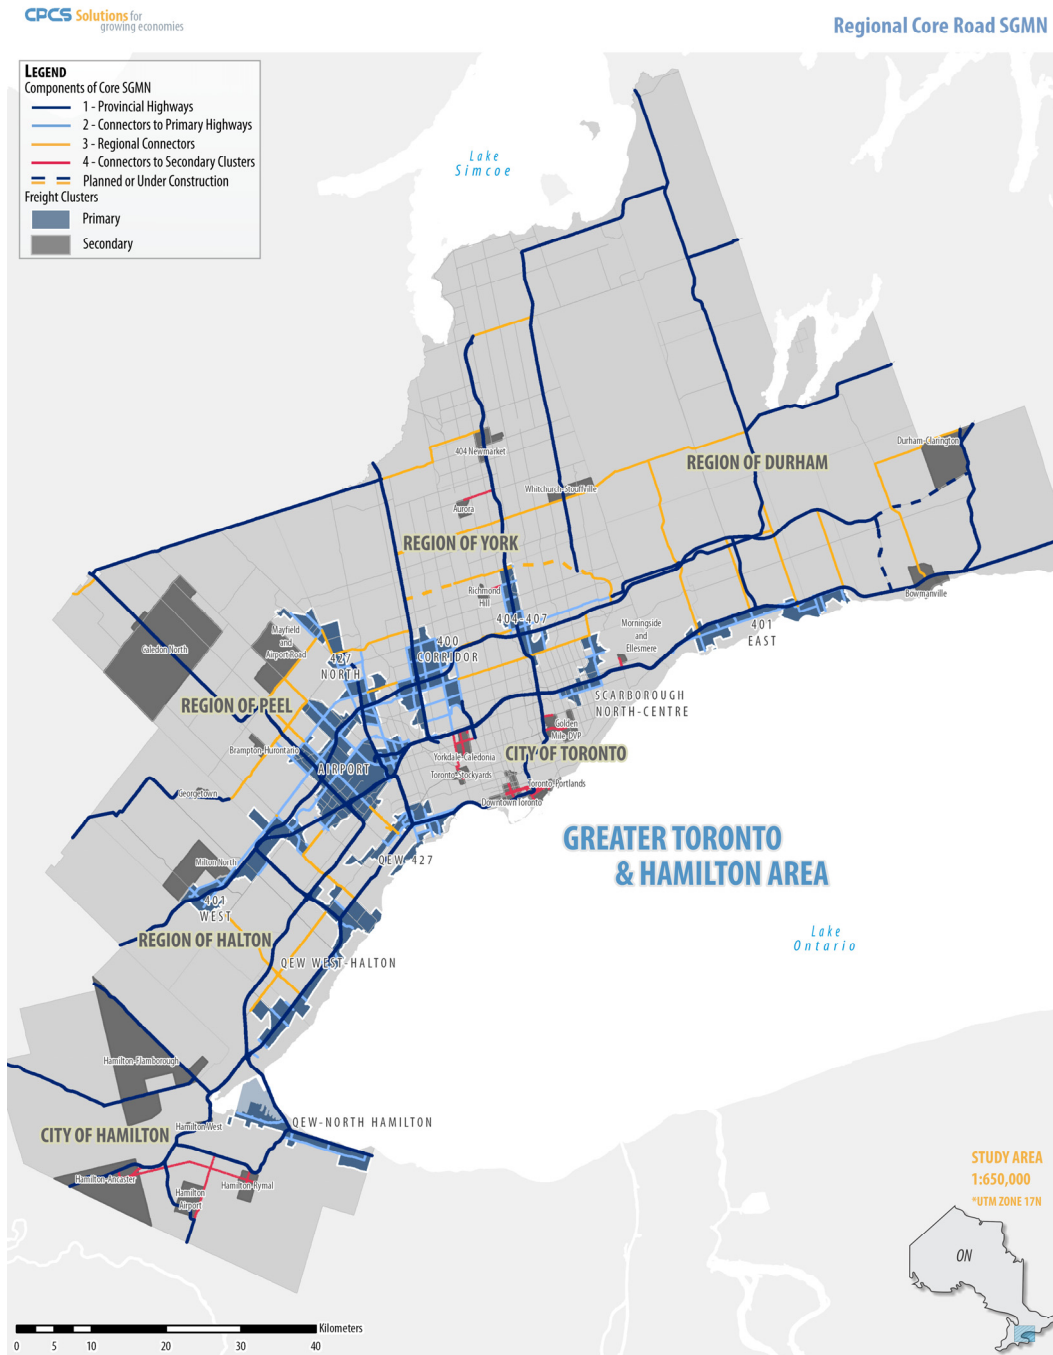 CPCS Solutions for
growing economies
Regional Core Road SGMN
LEGEND
Components of Core SGMN
1 - Provincial Highways
2 - Connectors to Primary Highways
3 - Regional Connectors
4 - Connectors to Secondary Clusters
Planned or Under Construction
Freight Clusters
Primary
Secondary
Lake
Simcoe
Durham-Clarington
404 Newmarket
REGION OF DURHAM
Whitchurch-Stouffville
Aurora
REGION OF YORK
Richmond
Hill
Bowmanville
404-407
Morningside
and
Ellesmere
401
EAST
Mayfield
and
Airport Road
400
CORRIDOR
Caledon North
427
NORTH
SCARBOROUGH
NORTH-CENTRE
REGION OF PEEL
Golden
Mile-DVP
Brampton-Hurontario
CITY OF TORONTO
Yorkdale-Caledonia
AIRPORT
Toronto-Stockyards
Toronto-Portlands
Georgetown
Downtown Toronto
GREATER TORONTO
& HAMILTON AREA
Milton-North
QEW-427
401
WEST
REGION OF HALTON
Lake
Ontario
QEW WEST-HALTON
Hamilton-Flamborough
QEW-NORTH HAMILTON
Hamilton-West
CITY OF HAMILTON
STUDY AREA
1:650,000
*UTM ZONE 17N
Hamilton-Ancaster
Hamilton-Rymal
Hamilton
Airport
ON
Kilometers
0 5 10 20 30 40